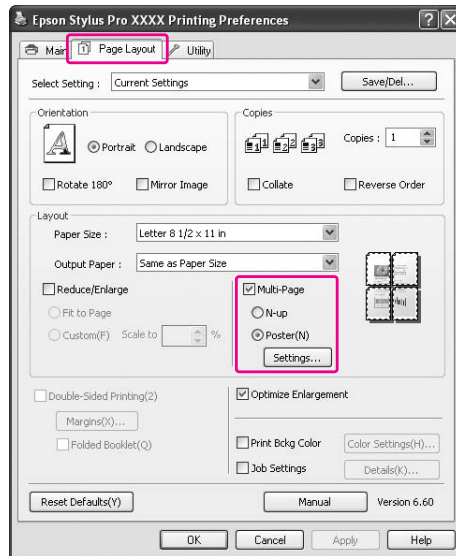 Epson Stylus Pro XXXX Printing Preferences
Main Page Layout Utility
Select Setting : Current Settings Save/Del...
Orientation
Portrait Landscape
Rotate 180° Mirror Image
Copies
Copies : 1
Collate Reverse Order
Layout
Paper Size : Letter 8 1/2 x 11 in
Output Paper : Same as Paper Size
Reduce/Enlarge
Fit to Page
Custom(F) Scale to %
Multi-Page
N-up
Poster(N)
Settings...
Double-Sided Printing(2)
Margins(X)...
Folded Booklet(Q)
Optimize Enlargement
Print Bckg Color Color Settings(H)...
Job Settings Details(K)...
Reset Defaults(Y) Manual Version 6.60
OK Cancel Apply Help